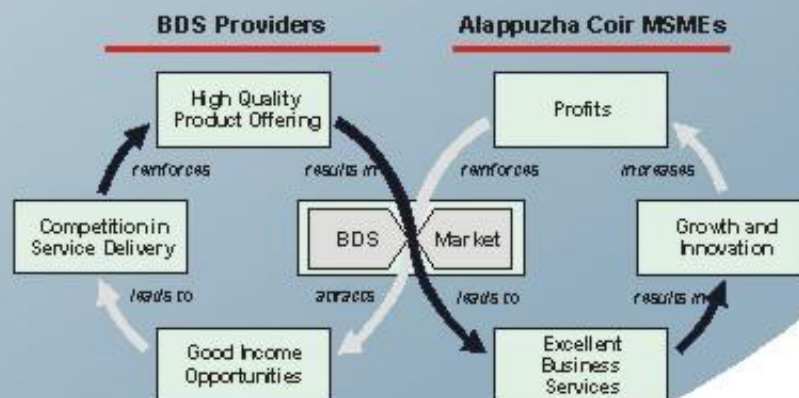 BDS Providers
Alappuzha Coir MSMEs
High Quality
Product Offering
Profits
reinforces
results in
reinforces
increases
Competition in
Service Delivery
BDS
Market
Growth and
Innovation
leads to
attracts
leads to
results in
Good Income
Opportunities
Excellent
Business
Services